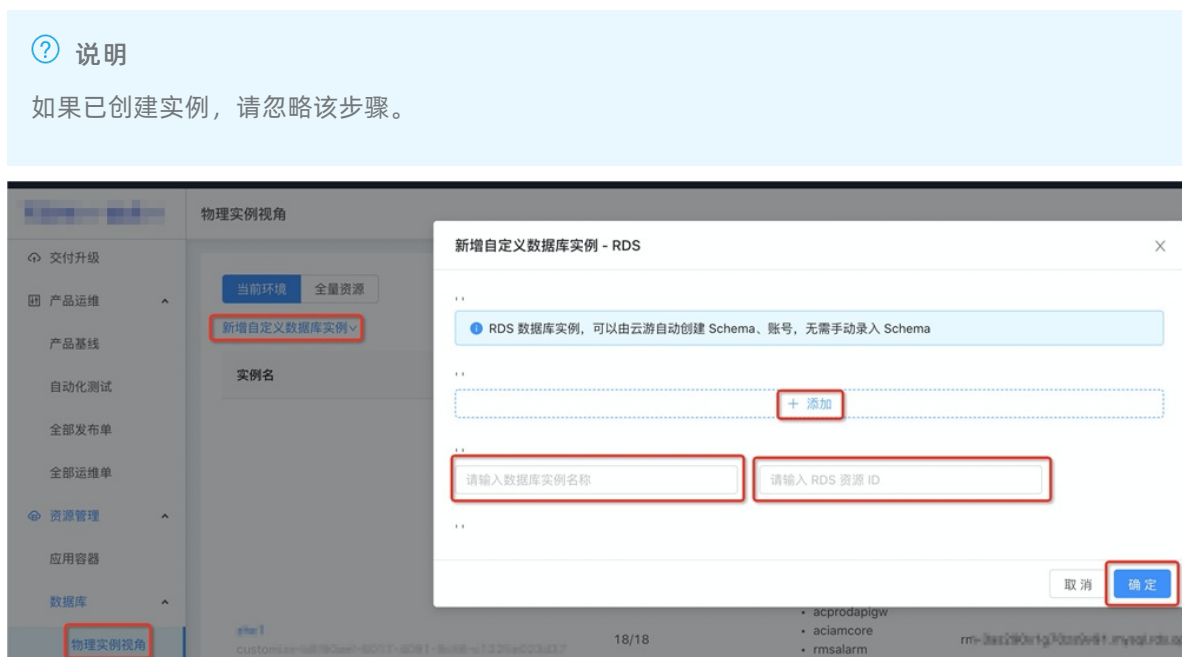 说明
如果已创建实例，请忽略该步骤。
物理实例视角
交付升级
产品运维
产品基线
自动化测试
全部发布单
全部运维单
资源管理
应用容器
数据库
物理实例视角
当前环境 全量资源
新增自定义数据库实例
实例名
新增自定义数据库实例 - RDS
''
RDS 数据库实例，可以由云游自动创建 Schema、账号，无需手动录入 Schema
''
+ 添加
''
请输入数据库实例名称 请输入 RDS 资源 ID
''
取消 确定
18/18
• acprodapigw
• aciamcore
• rmsalarm